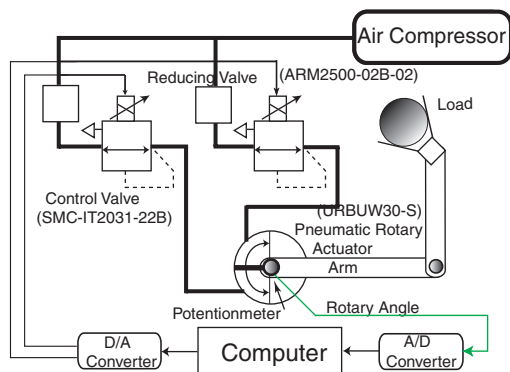 Air Compressor
Reducing Valve
(ARM2500-02B-02)
Load
Control Valve
(SMC-IT2031-22B)
(URBUW30-S)
Pneumatic Rotary
Actuator
Arm
Potentionmeter
Rotary Angle
D/A
Converter
Computer
A/D
Converter